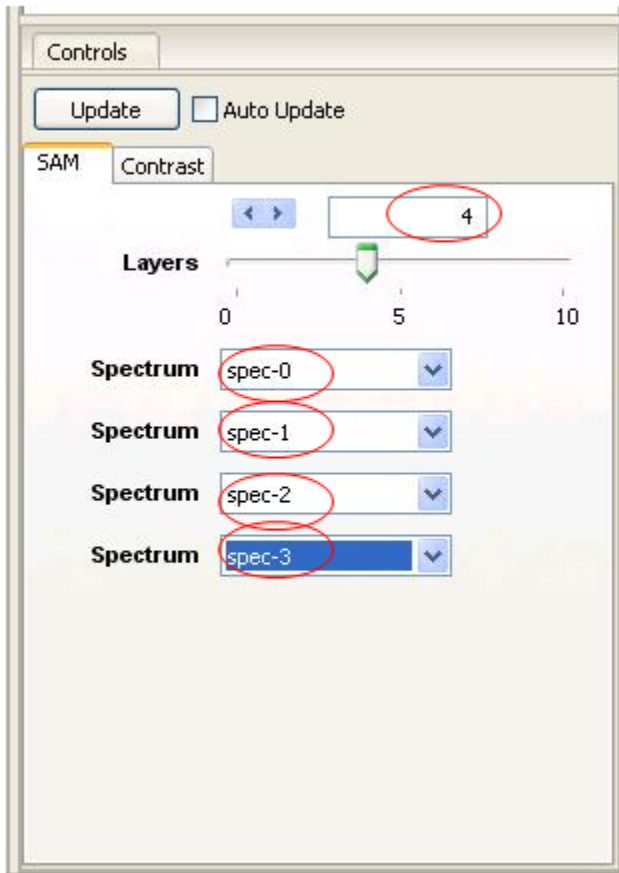 Controls
Update Auto Update
SAM Contrast
4
Layers
0 5 10
Spectrum spec-0
Spectrum spec-1
Spectrum spec-2
Spectrum spec-3